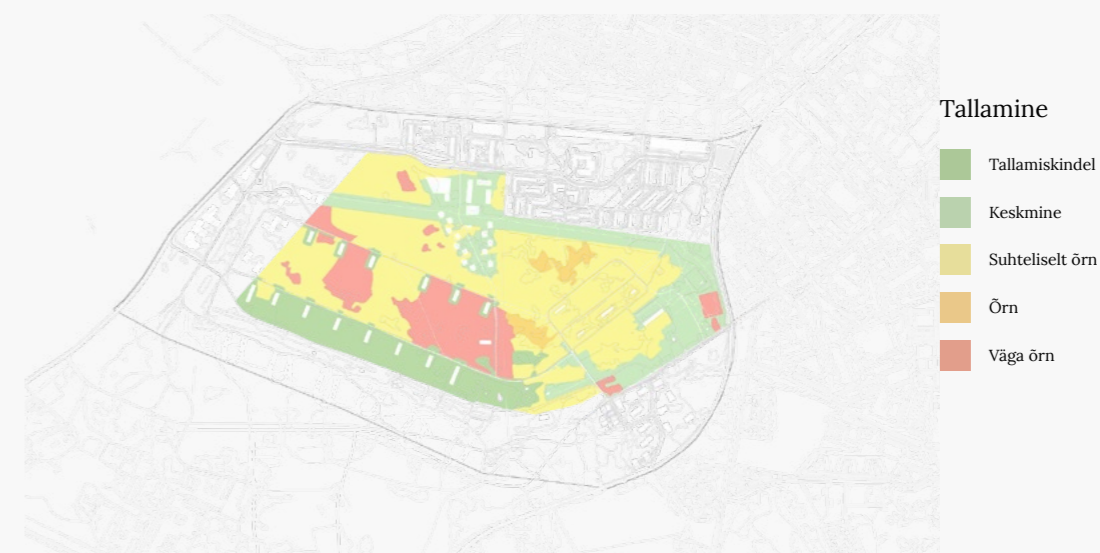 Tallamine
Tallamiskindel
Keskmine
Suhteliselt õrn
Õrn
Väga õrn